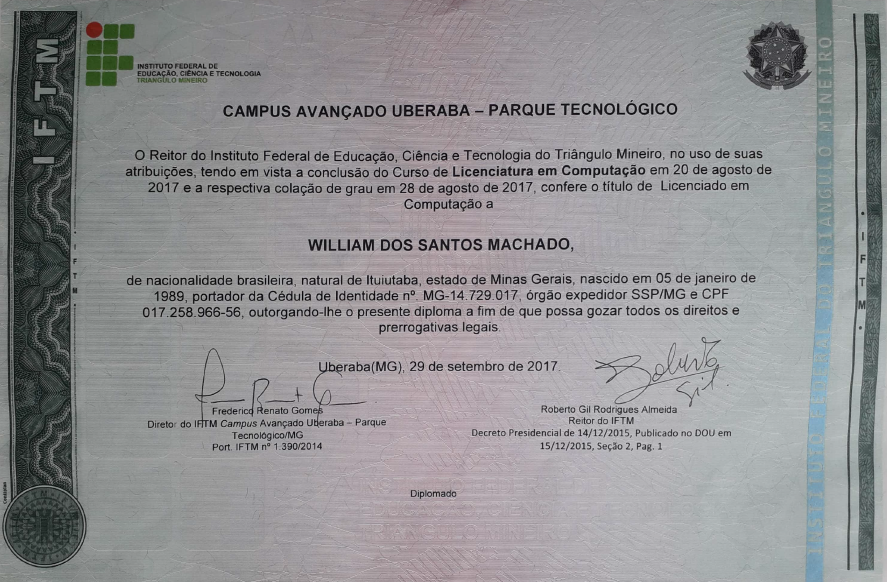 IFTM
INSTITUTO FEDERAL DE
EDUCAÇÃO, CIÊNCIA E TECNOLOGIA
TRIÂNGULO MINEIRO
CAMPUS AVANÇADO UBERABA – PARQUE TECNOLÓGICO
O Reitor do Instituto Federal de Educação, Ciência e Tecnologia do Triângulo Mineiro, no uso de suas
atribuições, tendo em vista a conclusão do Curso de Licenciatura em Computação em 20 de agosto de
2017 e a respectiva colação de grau em 28 de agosto de 2017, confere o título de Licenciado em
Computação a
WILLIAM DOS SANTOS MACHADO,
de nacionalidade brasileira, natural de Ituiutaba, estado de Minas Gerais, nascido em 05 de janeiro de
1989, portador da Cédula de Identidade nº. MG-14.729.017, órgão expedidor SSP/MG e CPF
017.258.966-56, outorgando-lhe o presente diploma a fim de que possa gozar todos os direitos e
prerrogativas legais.
Uberaba(MG), 29 de setembro de 2017.
Frederico Renato Gomes
Diretor do IFTM Campus Avançado Uberaba – Parque
Tecnológico/MG
Port. IFTM nº 1.390/2014
Roberto Gil
Roberto Gil Rodrigues Almeida
Reitor do IFTM
Decreto Presidencial de 14/12/2015, Publicado no DOU em
15/12/2015, Seção 2, Pag. 1
Diplomado
INSTITUTO FEDERAL DO TRIÂNGULO MINEIRO
• IFTM •
• IFTM •